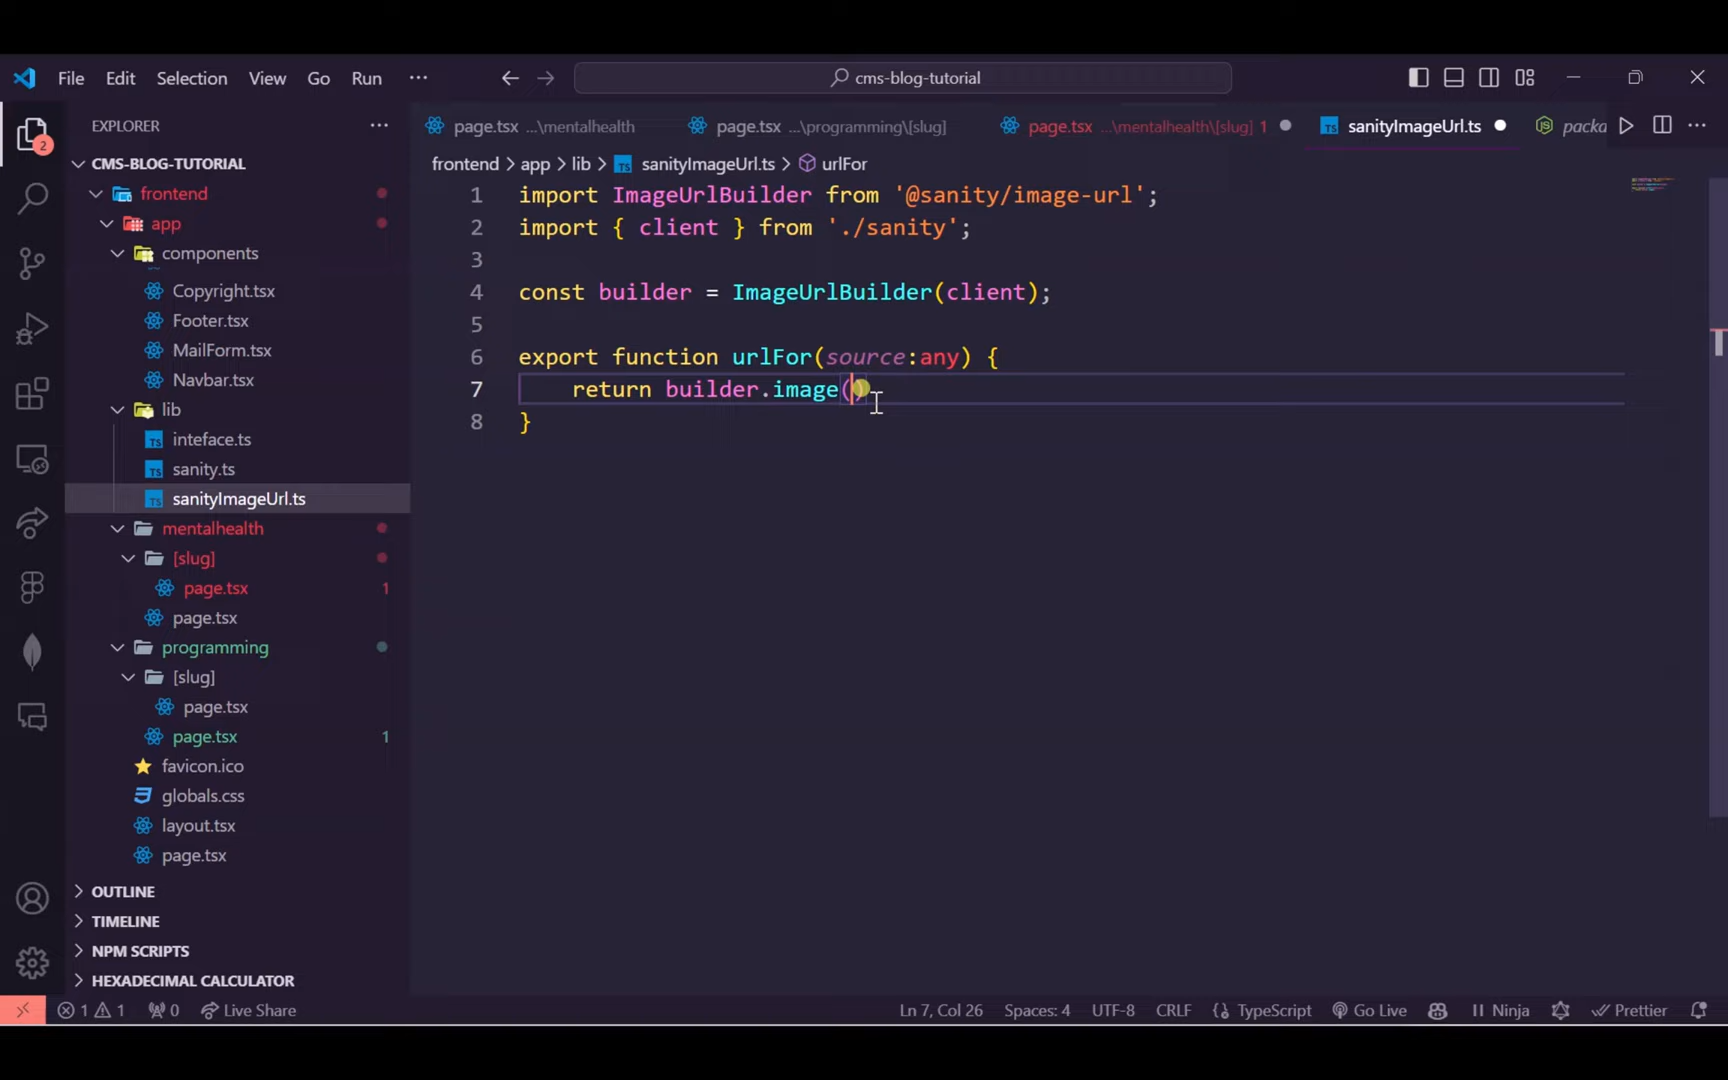 File Edit Selection View Go Run ··· cms-blog-tutorial
EXPLORER ···
page.tsx ...\mentalhealth page.tsx ...\programming\[slug] page.tsx ...\mentalhealth\[slug] 1 sanityImageUrl.ts packa
frontend > app > lib > sanityImageUrl.ts > urlFor
CMS-BLOG-TUTORIAL
frontend
app
components
Copyright.tsx
Footer.tsx
MailForm.tsx
Navbar.tsx
lib
inteface.ts
sanity.ts
sanityImageUrl.ts
mentalhealth
[slug]
page.tsx 1
page.tsx
programming
[slug]
page.tsx
page.tsx 1
favicon.ico
globals.css
layout.tsx
page.tsx
OUTLINE
TIMELINE
NPM SCRIPTS
HEXADECIMAL CALCULATOR
2
1 import ImageUrlBuilder from '@sanity/image-url';
2 import { client } from './sanity';
3
4 const builder = ImageUrlBuilder(client);
5
6 export function urlFor(source:any) {
7 return builder.image()
8 }
1 1 0 Live Share Ln 7, Col 26 Spaces: 4 UTF-8 CRLF {} TypeScript Go Live Ninja Prettier